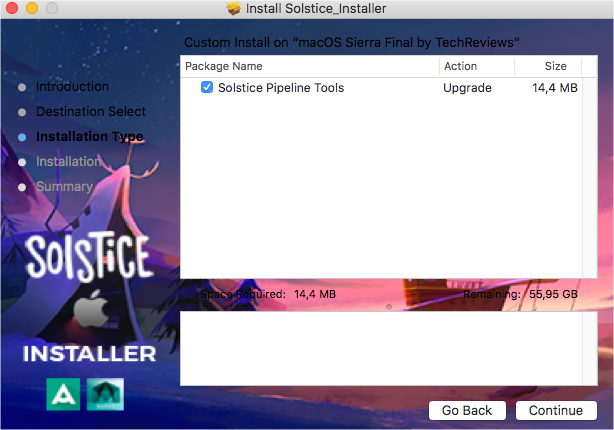 Install Solstice_Installer
Custom Install on “macOS Sierra Final by TechReviews”
Package Name Action Size
Solstice Pipeline Tools Upgrade 14,4 MB
Introduction
Destination Select
Installation Type
Installation
Summary
SOLSTiCE
INSTALLER
Space Required: 14,4 MB Remaining: 55,95 GB
Go Back Continue